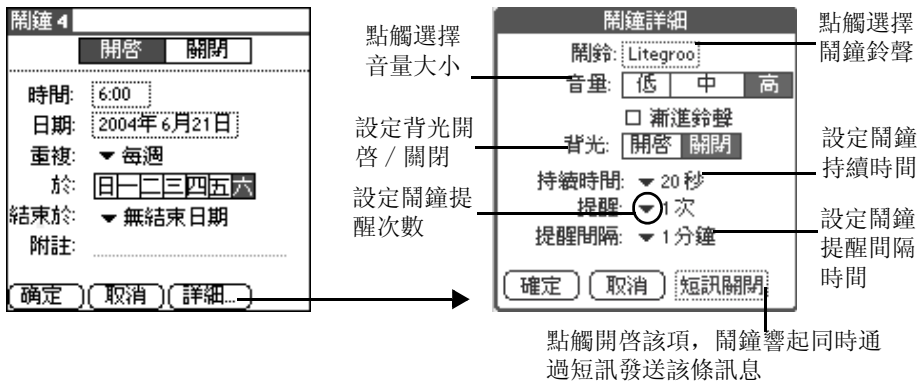 鬧鐘 4
開啓 關閉
時間: 6:00
日期: 2004年 6月21日
重複: 每週
於: 日一二三四五六
結束於: 無結束日期
附註:
確定 取消 詳細...
點觸選擇
音量大小
設定背光開
啓 / 關閉
設定鬧鐘提
醒次數
鬧鐘詳細
鬧鈴: Litegroo
音量: 低 中 高
漸進鈴聲
背光: 開啓 關閉
持續時間: 20 秒
提醒: 1 次
提醒間隔: 1 分鐘
確定 取消 短訊關閉
點觸選擇
鬧鐘鈴聲
設定鬧鐘
持續時間
設定鬧鐘
提醒間隔
時間
點觸開啓該項，鬧鐘響起同時通
過短訊發送該條訊息